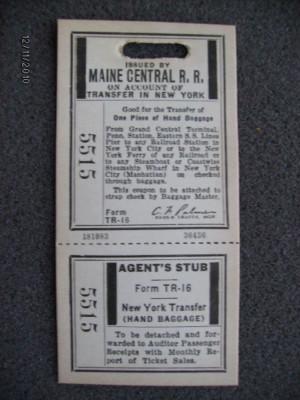 12/11/2010
ISSUED BY
MAINE CENTRAL R. R.
ON ACCOUNT OF
TRANSFER IN NEW YORK
Good for the Transfer of
One Piece of Hand Baggage
From Grand Central Terminal,
Penn. Station, Eastern S.S. Lines
Pier to any Railroad Station in
New York City or to the New
York Ferry of any Railroad or
to any Steamboat or Coastwise
Steamship Wharf in New York
City (Manhattan) on checked
through baggage.
This coupon to be attached to
strap check by Baggage Master.
Form
TR-16
5515
181883 36436
AGENT'S STUB
Form TR-16
New York Transfer
(HAND BAGGAGE)
5515
To be detached and for-
warded to Auditor Passenger
Receipts with Monthly Re-
port of Ticket Sales.